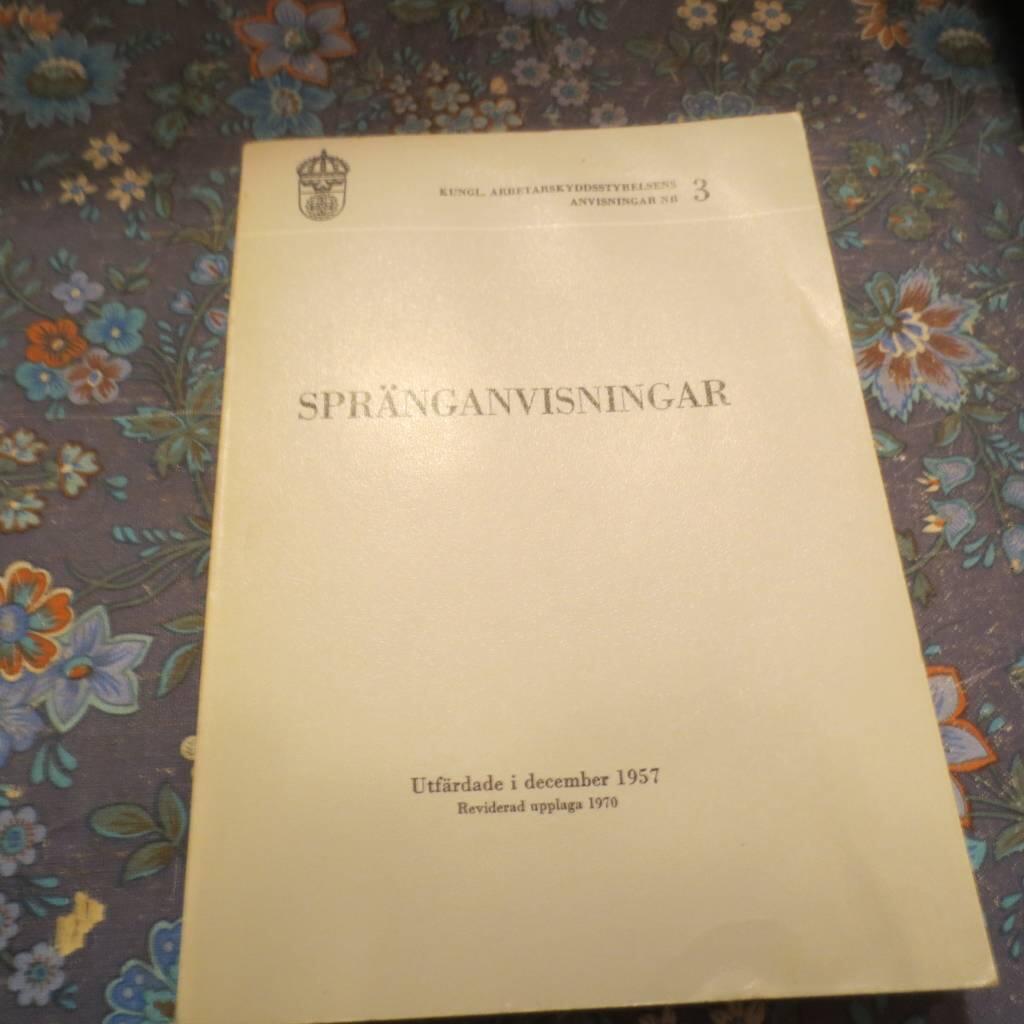 KUNGL. ARBETARSKYDDSSTYRELSENS
ANVISNINGAR NR 3
SPRÄNGANVISNINGAR
Utfärdade i december 1957
Reviderad upplaga 1970